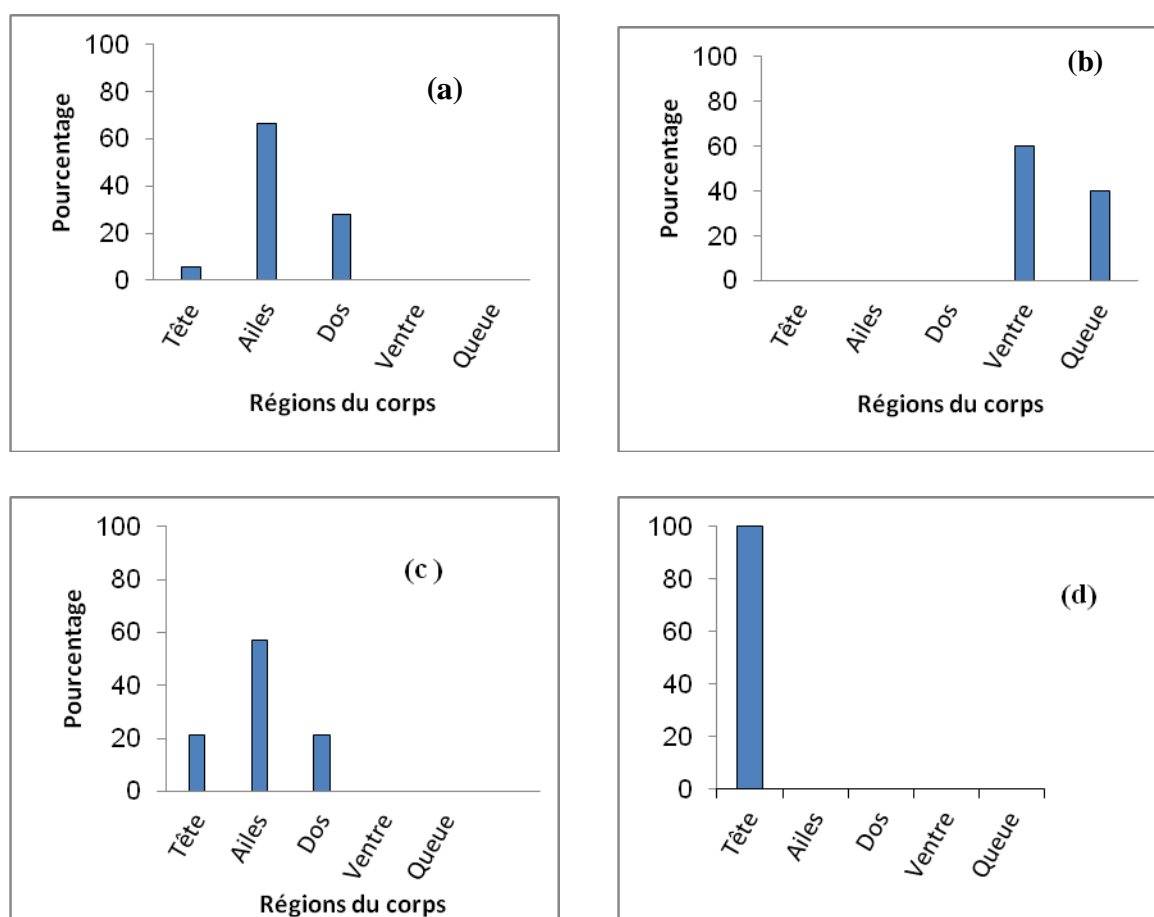 (a)
Pourcentage
100
80
60
40
20
0
Tête
Ailes
Dos
Ventre
Queue
Régions du corps
(b)
Pourcentage
100
80
60
40
20
0
Tête
Ailes
Dos
Ventre
Queue
Régions du corps
(c )
Pourcentage
100
80
60
40
20
0
Tête
Ailes
Dos
Ventre
Queue
Régions du corps
(d)
100
80
60
40
20
0
Tête
Ailes
Dos
Ventre
Queue